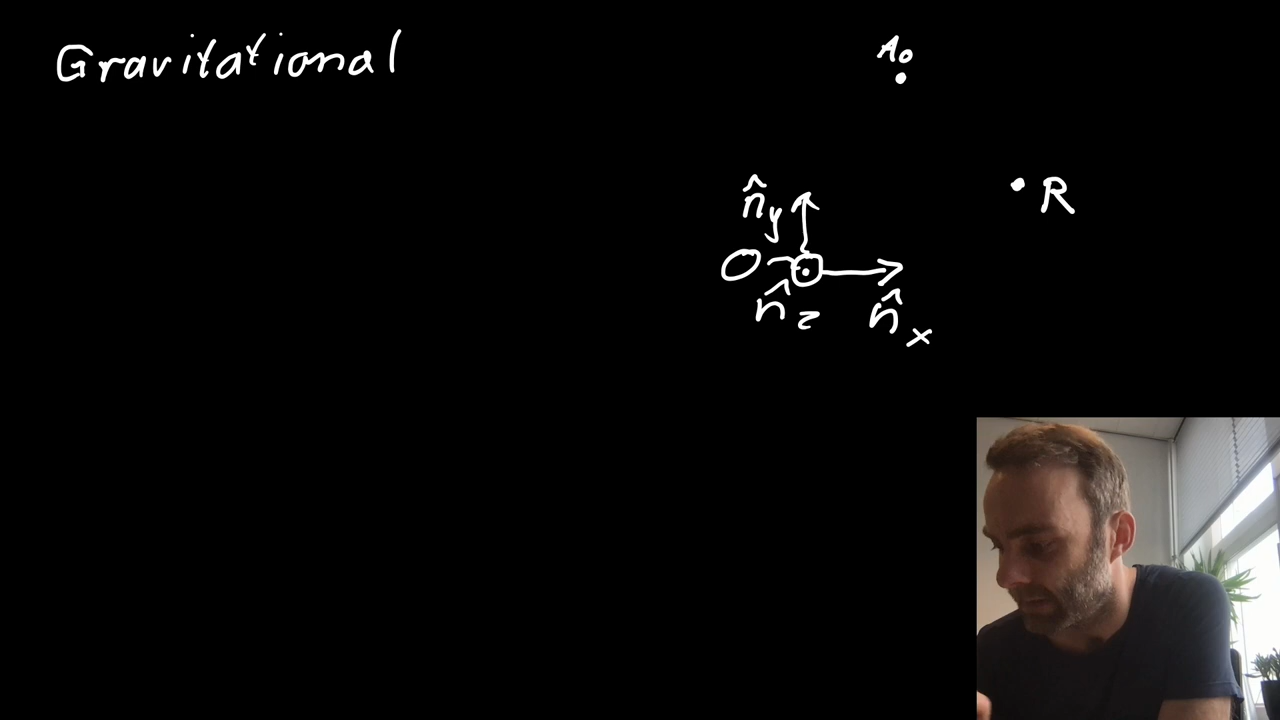 Gravitational
A₀
R
n̂y
O
n̂z
n̂x